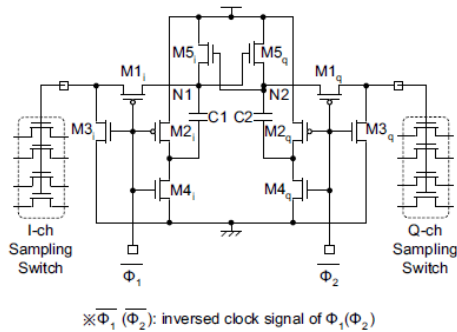 M5i
M5q
M1i
M1q
N1
N2
C1
C2
M3i
M2i
M2q
M3q
M4i
M4q
I-ch
Sampling
Switch
Φ1
Φ2
Q-ch
Sampling
Switch
※Φ1 (Φ2): inversed clock signal of Φ1(Φ2)